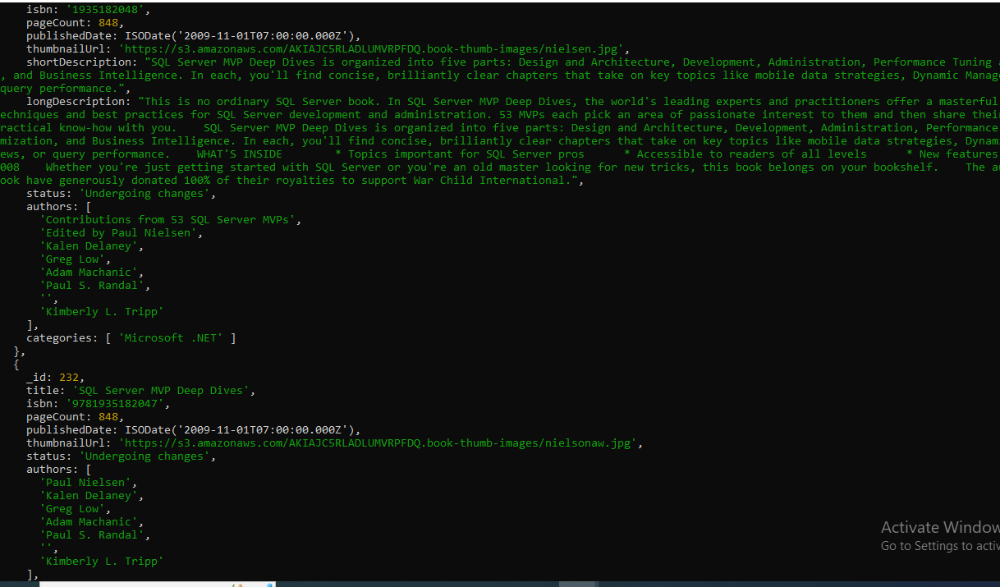 isbn: '1935182048',
pageCount: 848,
publishedDate: ISODate('2009-11-01T07:00:00.000Z'),
thumbnailUrl: 'https://s3.amazonaws.com/AKIAJC5RLADLUMVRPFDQ.book-thumb-images/nielsen.jpg',
shortDescription: "SQL Server MVP Deep Dives is organized into five parts: Design and Architecture, Development, Administration, Performance Tuning
, and Business Intelligence. In each, you'll find concise, brilliantly clear chapters that take on key topics like mobile data strategies, Dynamic Manag
query performance.",
longDescription: "This is no ordinary SQL Server book. In SQL Server MVP Deep Dives, the world's leading experts and practitioners offer a masterful
echniques and best practices for SQL Server development and administration. 53 MVPs each pick an area of passionate interest to them and then share thei
ractical know-how with you.    SQL Server MVP Deep Dives is organized into five parts: Design and Architecture, Development, Administration, Performance
mization, and Business Intelligence. In each, you'll find concise, brilliantly clear chapters that take on key topics like mobile data strategies, Dynam
ews, or query performance.    WHAT'S INSIDE        * Topics important for SQL Server pros      * Accessible to readers of all levels      * New features
008    Whether you're just getting started with SQL Server or you're an old master looking for new tricks, this book belongs on your bookshelf.    The au
ook have generously donated 100% of their royalties to support War Child International.",
status: 'Undergoing changes',
authors: [
'Contributions from 53 SQL Server MVPs',
'Edited by Paul Nielsen',
'Kalen Delaney',
'Greg Low',
'Adam Machanic',
'Paul S. Randal',
'',
'Kimberly L. Tripp'
],
categories: [ 'Microsoft .NET' ]
},
{
_id: 232,
title: 'SQL Server MVP Deep Dives',
isbn: '9781935182047',
pageCount: 848,
publishedDate: ISODate('2009-11-01T07:00:00.000Z'),
thumbnailUrl: 'https://s3.amazonaws.com/AKIAJC5RLADLUMVRPFDQ.book-thumb-images/nielsonaw.jpg',
status: 'Undergoing changes',
authors: [
'Paul Nielsen',
'Kalen Delaney',
'Greg Low',
'Adam Machanic',
'Paul S. Randal',
'',
'Kimberly L. Tripp'
],
Activate Window
Go to Settings to activ